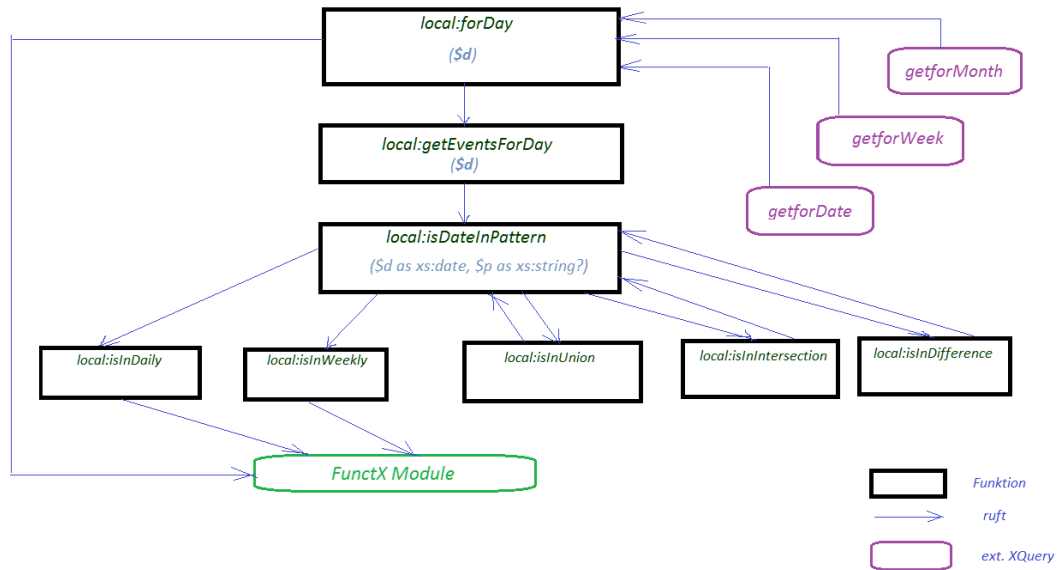 local:forDay
($d)
getforMonth
getforWeek
local:getEventsForDay
($d)
getforDate
local:isDateInPattern
($d as xs:date, $p as xs:string?)
local:isInDaily
local:isInWeekly
local:isInUnion
local:isInIntersection
local:isInDifference
FunctX Module
Funktion
ruft
ext. XQuery